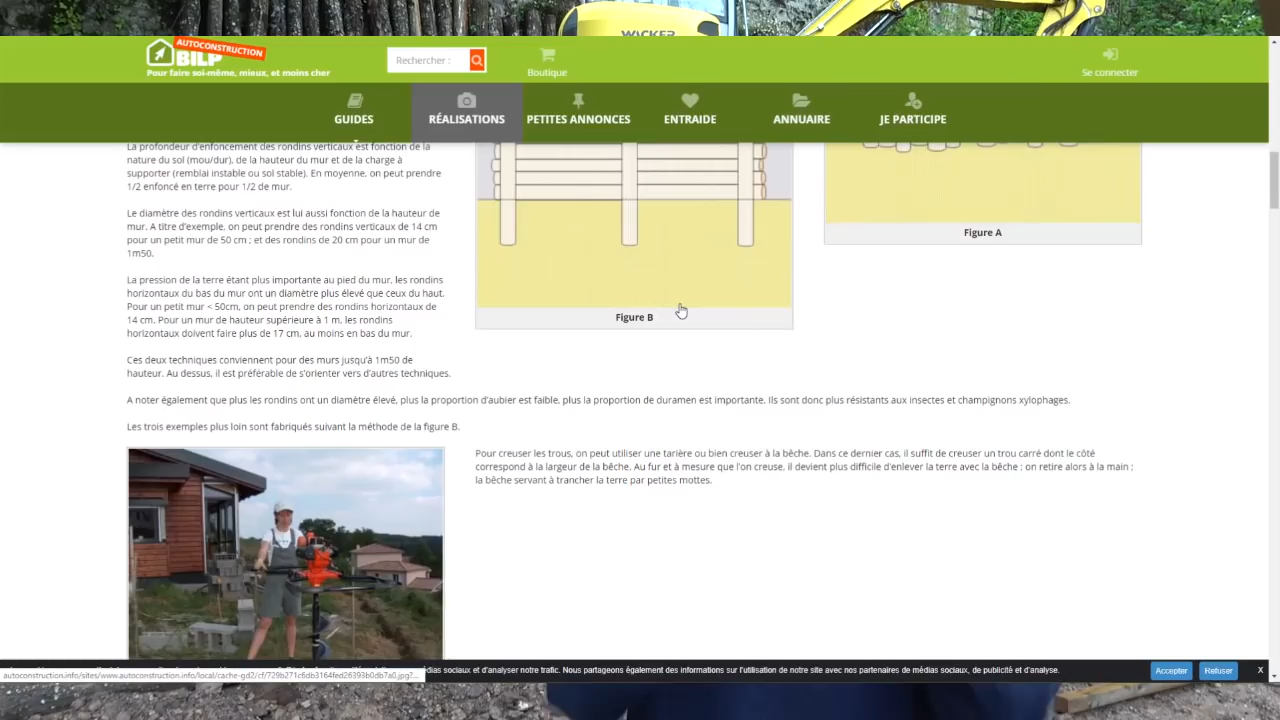 WICKER
AUTOCONSTRUCTION
BILP
Pour faire soi-même, mieux, et moins cher
Rechercher :
Boutique
Se connecter
GUIDES
RÉALISATIONS
PETITES ANNONCES
ENTRAIDE
ANNUAIRE
JE PARTICIPE
La profondeur d'enfoncement des rondins verticaux est fonction de la
nature du sol (mou/dur), de la hauteur du mur et de la charge à
supporter (remblai instable ou sol stable). En moyenne, on peut prendre
1/2 enfoncé en terre pour 1/2 de mur.
Le diamètre des rondins verticaux est lui aussi fonction de la hauteur de
mur. A titre d'exemple, on peut prendre des rondins verticaux de 14 cm
pour un petit mur de 50 cm ; et des rondins de 20 cm pour un mur de
1m50.
La pression de la terre étant plus importante au pied du mur, les rondins
horizontaux du bas du mur ont un diamètre plus élevé que ceux du haut.
Pour un petit mur < 50cm, on peut prendre des rondins horizontaux de
14 cm. Pour un mur de hauteur supérieure à 1 m, les rondins
horizontaux doivent faire plus de 17 cm, au moins en bas du mur.
Ces deux techniques conviennent pour des murs jusqu'à 1m50 de
hauteur. Au dessus, il est préférable de s'orienter vers d'autres techniques.
Figure B
Figure A
A noter également que plus les rondins ont un diamètre élevé, plus la proportion d'aubier est faible, plus la proportion de duramen est importante. Ils sont donc plus résistants aux insectes et champignons xylophages.
Les trois exemples plus loin sont fabriqués suivant la méthode de la figure B.
Pour creuser les trous, on peut utiliser une tarière ou bien creuser à la bêche. Dans ce dernier cas, il suffit de creuser un trou carré dont le côté
correspond à la largeur de la bêche. Au fur et à mesure que l'on creuse, il devient plus difficile d'enlever la terre avec la bêche ; on retire alors à la main ;
la bêche servant à trancher la terre par petites mottes.
médias sociaux et d'analyser notre trafic. Nous partageons également des informations sur l'utilisation de notre site avec nos partenaires de médias sociaux, de publicité et d'analyse.
Accepter
Refuser
X
autoconstruction.info/sites/www.autoconstruction.info/local/cache-gd2/cf/729b271c6db3164fed26393b0db7a0.jpg?...